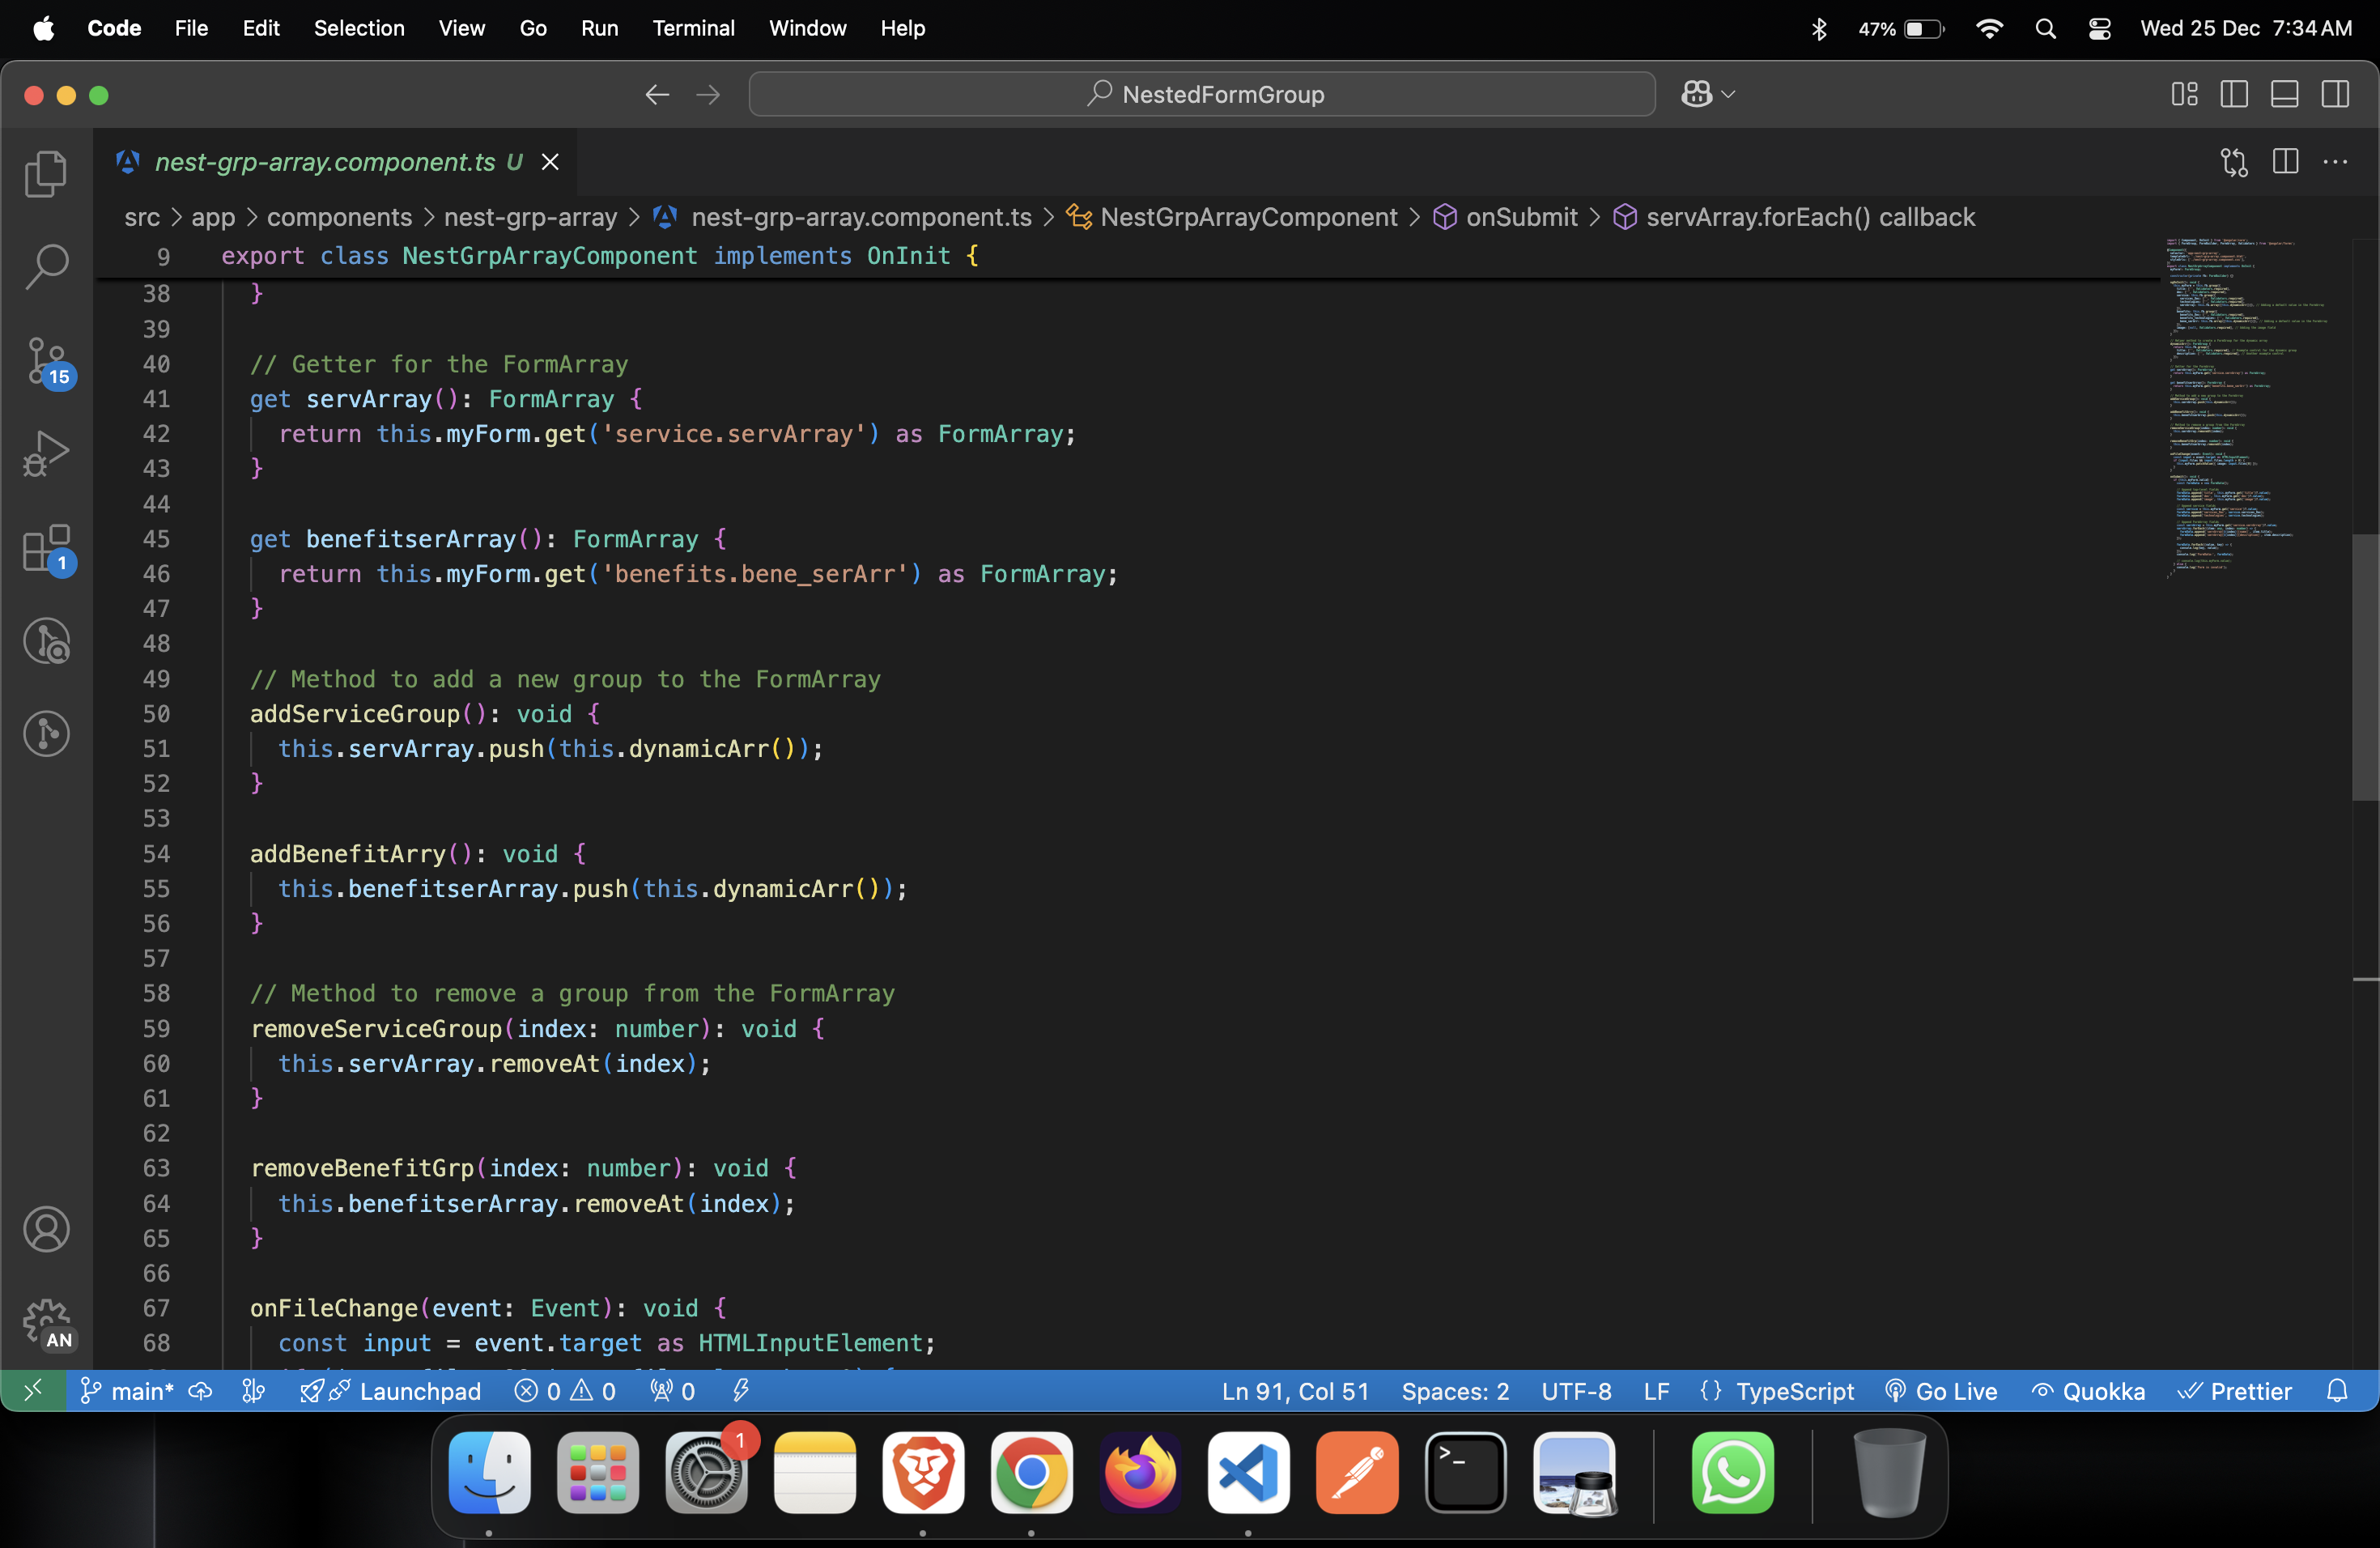 Code File Edit Selection View Go Run Terminal Window Help 47% Wed 25 Dec 7:34 AM
NestedFormGroup
nest-grp-array.component.ts U
src > app > components > nest-grp-array > nest-grp-array.component.ts > NestGrpArrayComponent > onSubmit > servArray.forEach() callback
9 export class NestGrpArrayComponent implements OnInit {
38 }
39
40 // Getter for the FormArray
41 get servArray(): FormArray {
42 return this.myForm.get('service.servArray') as FormArray;
43 }
44
45 get benefitserArray(): FormArray {
46 return this.myForm.get('benefits.bene_serArr') as FormArray;
47 }
48
49 // Method to add a new group to the FormArray
50 addServiceGroup(): void {
51 this.servArray.push(this.dynamicArr());
52 }
53
54 addBenefitArry(): void {
55 this.benefitserArray.push(this.dynamicArr());
56 }
57
58 // Method to remove a group from the FormArray
59 removeServiceGroup(index: number): void {
60 this.servArray.removeAt(index);
61 }
62
63 removeBenefitGrp(index: number): void {
64 this.benefitserArray.removeAt(index);
65 }
66
67 onFileChange(event: Event): void {
68 const input = event.target as HTMLInputElement;
15
1
AN
main* Launchpad 0 0 0 Ln 91, Col 51 Spaces: 2 UTF-8 LF {} TypeScript Go Live Quokka Prettier
1